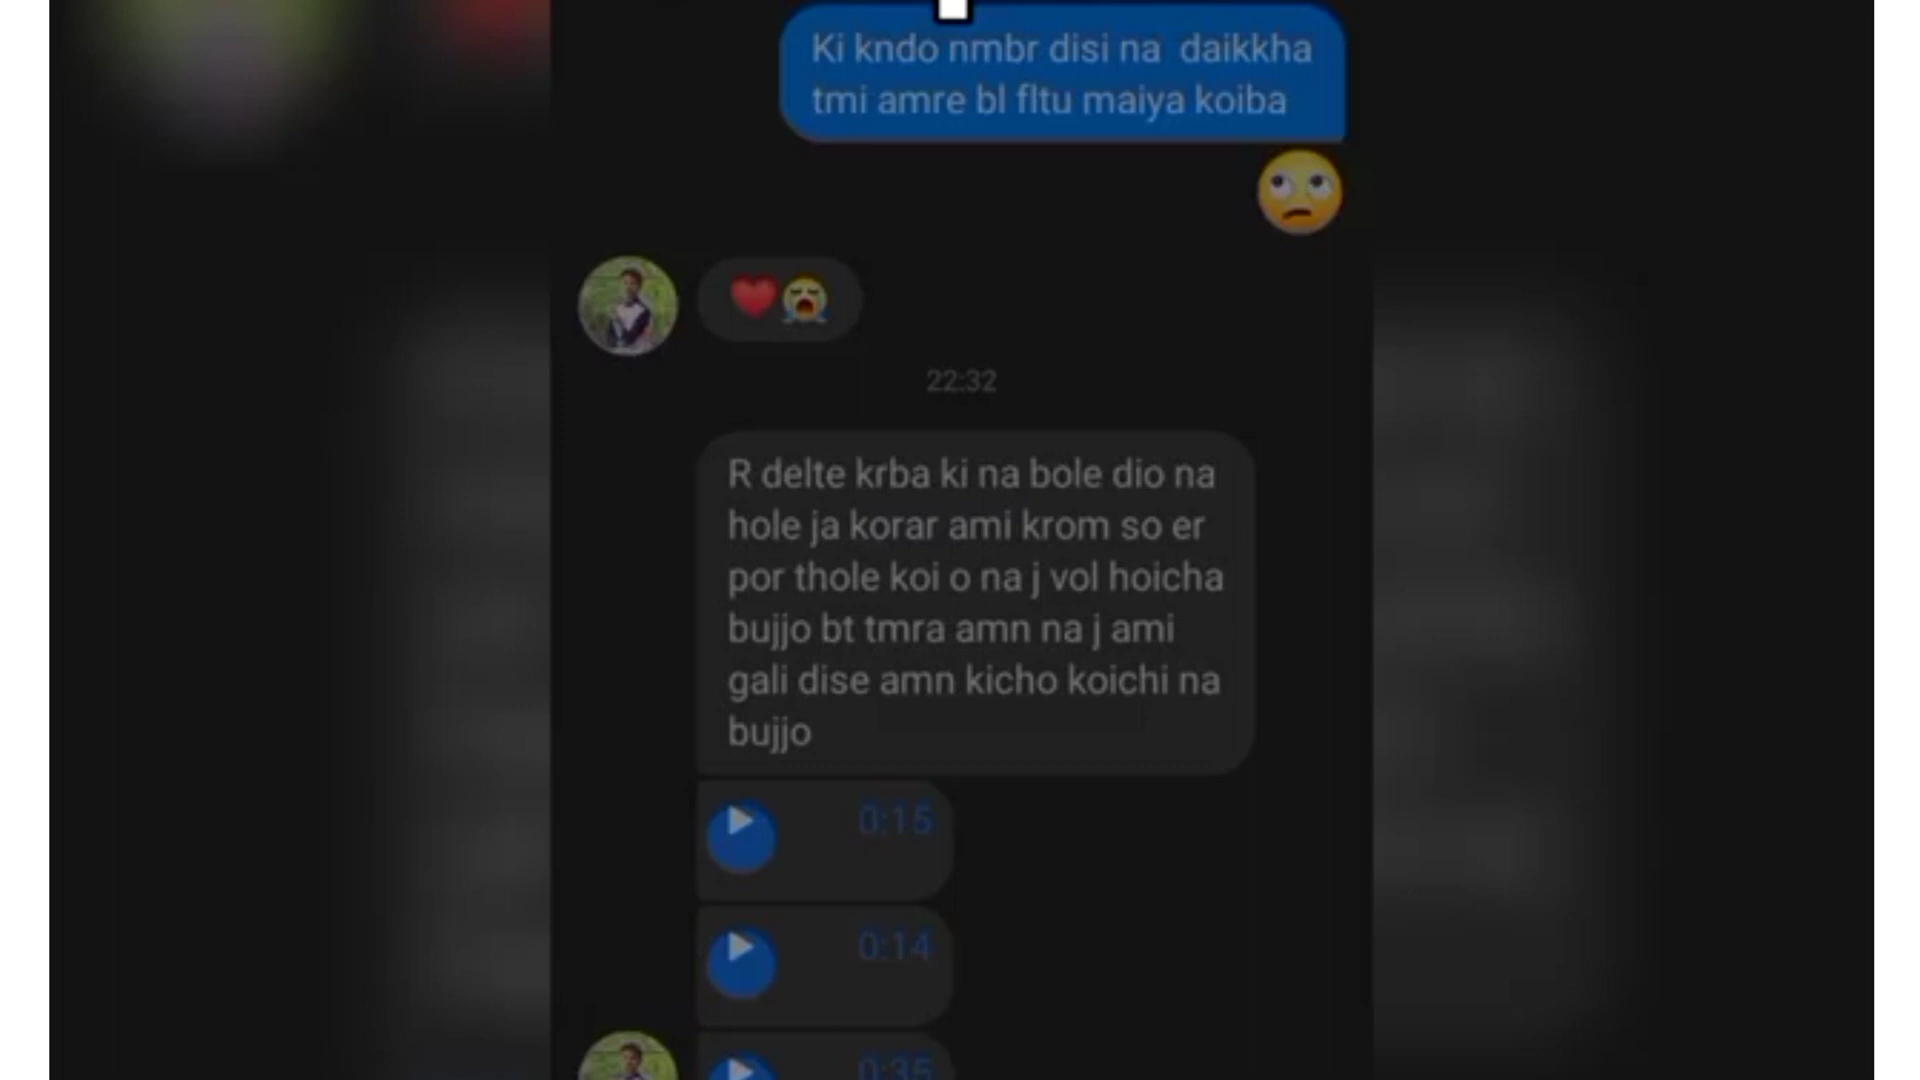 Ki kndo nmbr disi na daikkha
tmi amre bl fltu maiya koiba
22:32
R delte krba ki na bole dio na
hole ja korar ami krom so er
por thole koi o na j vol hoicha
bujjo bt tmra amn na j ami
gali dise amn kicho koichi na
bujjo
0:15
0:14
0:35